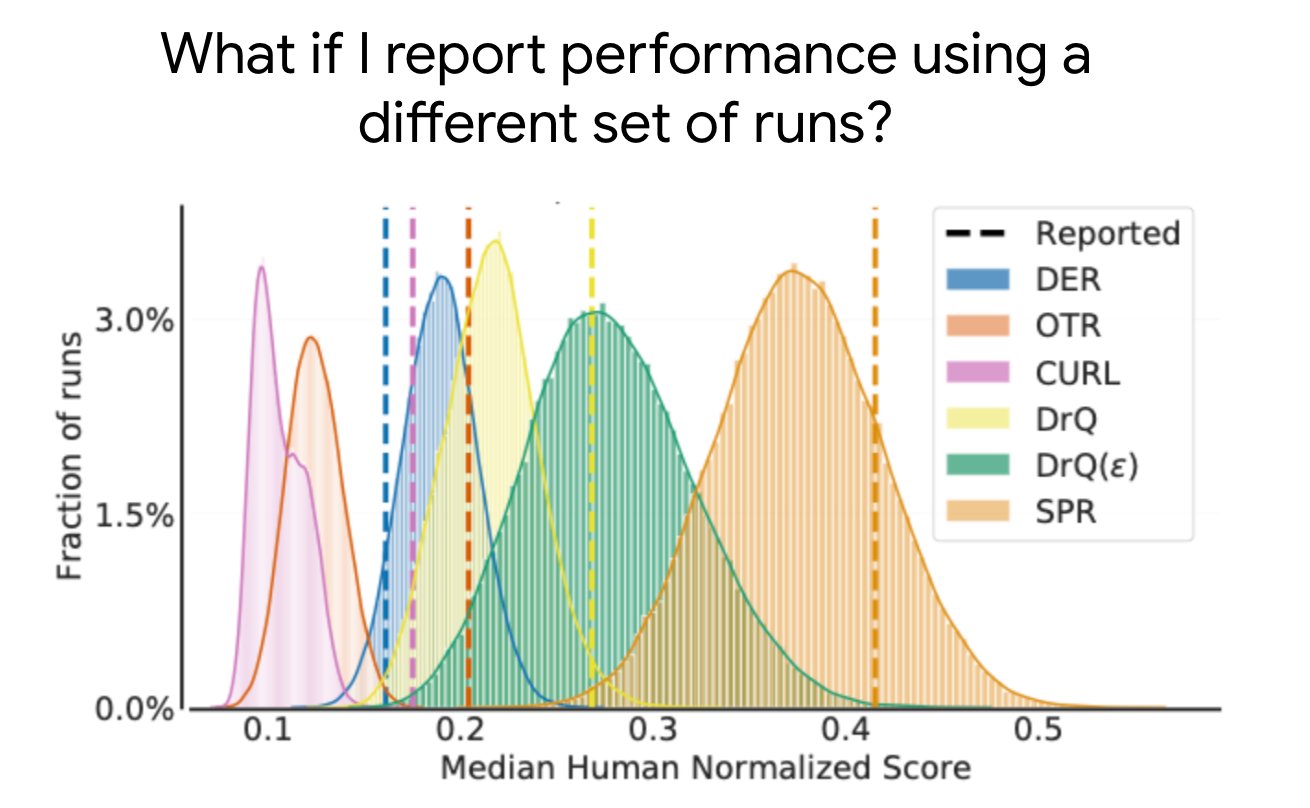 What if I report performance using a
different set of runs?
Reported
DER
OTR
CURL
DrQ
DrQ(ε)
SPR
Fraction of runs
3.0%
1.5%
0.0%
0.1
0.2
0.3
0.4
0.5
Median Human Normalized Score